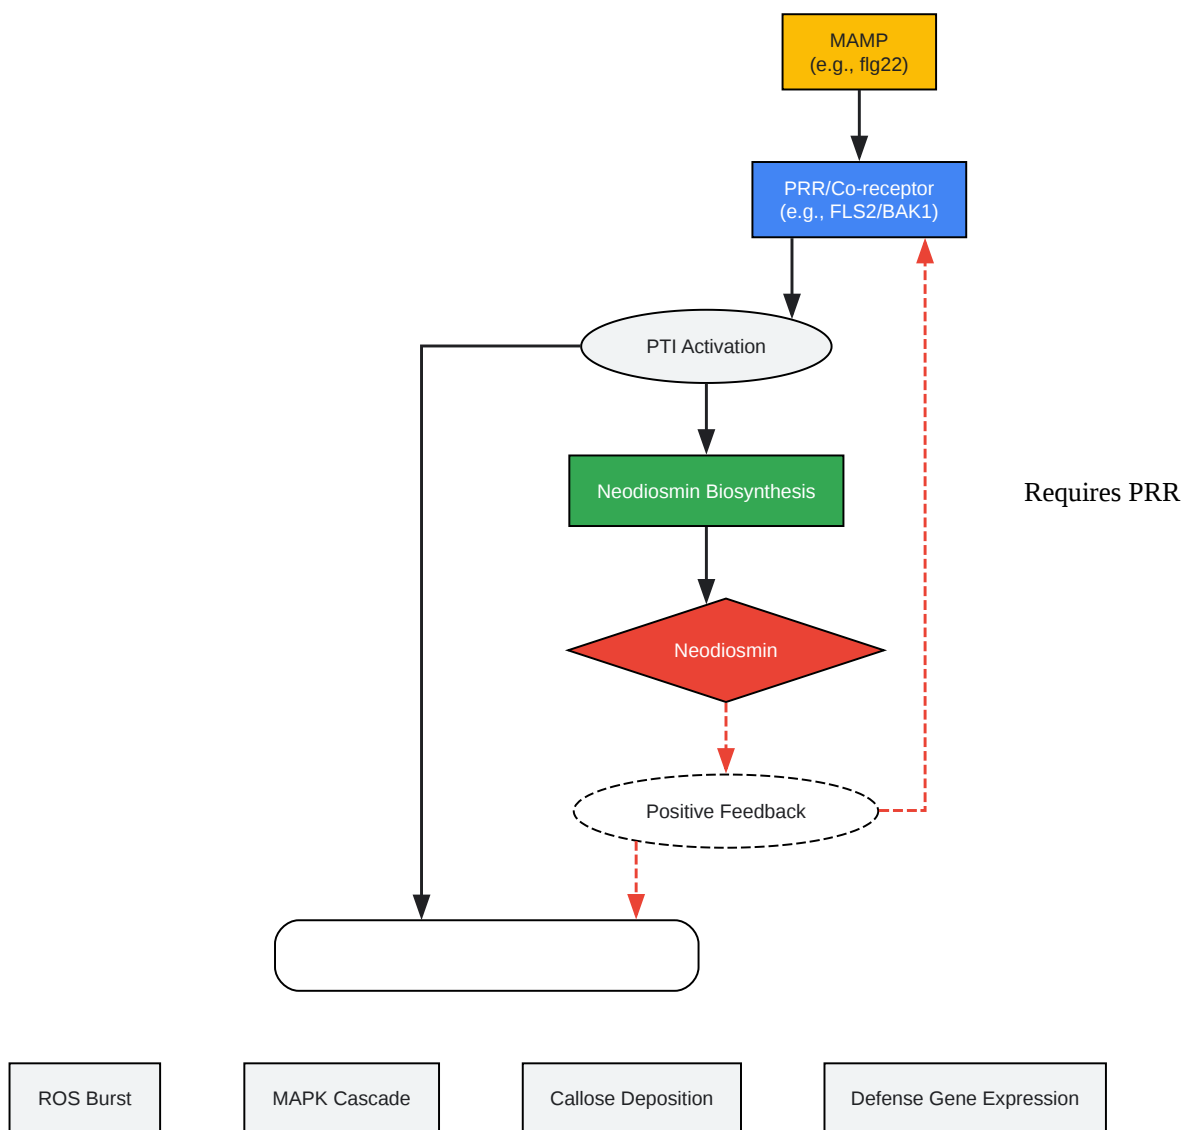 MAMP
(e.g., flg22)
PRR/Co-receptor
(e.g., FLS2/BAK1)
PTI Activation
Neodiosmin Biosynthesis
Requires PRR
Neodiosmin
Positive Feedback
ROS Burst
MAPK Cascade
Callose Deposition
Defense Gene Expression